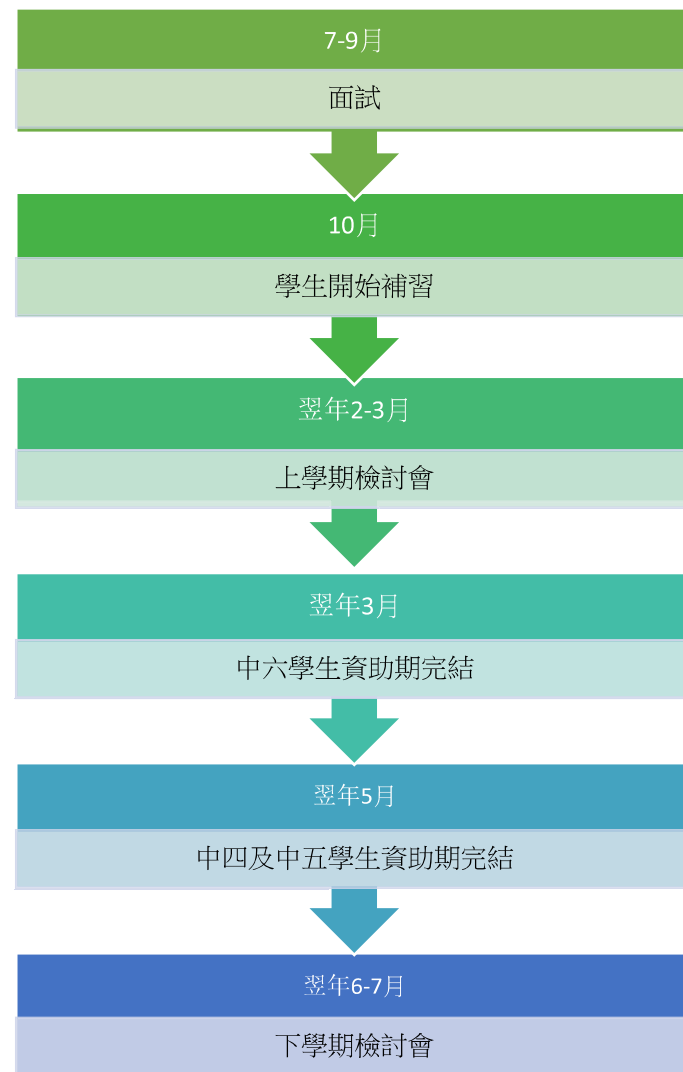 7-9月
面試
10月
學生開始補習
翌年2-3月
上學期檢討會
翌年3月
中六學生資助期完結
翌年5月
中四及中五學生資助期完結
翌年6-7月
下學期檢討會